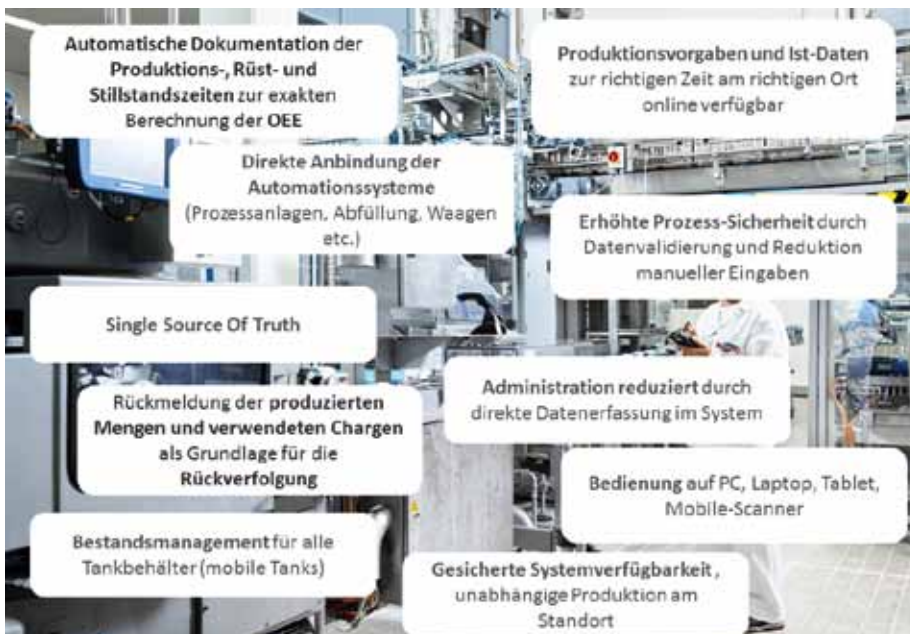 Automatische Dokumentation der
Produktions-, Rüst- und
Stillstandszeiten zur exakten
Berechnung der OEE
Produktionsvorgaben und Ist-Daten
zur richtigen Zeit am richtigen Ort
online verfügbar
Direkte Anbindung der
Automationssysteme
(Prozessanlagen, Abfüllung, Waagen
etc.)
Erhöhte Prozess-Sicherheit durch
Datenvalidierung und Reduktion
manueller Eingaben
Single Source Of Truth
Administration reduziert durch
direkte Datenerfassung im System
Rückmeldung der produzierten
Mengen und verwendeten Chargen
als Grundlage für die
Rückverfolgung
Bedienung auf PC, Laptop, Tablet,
Mobile-Scanner
Bestandsmanagement für alle
Tankbehälter (mobile Tanks)
Gesicherte Systemverfügbarkeit ,
unabhängige Produktion am
Standort